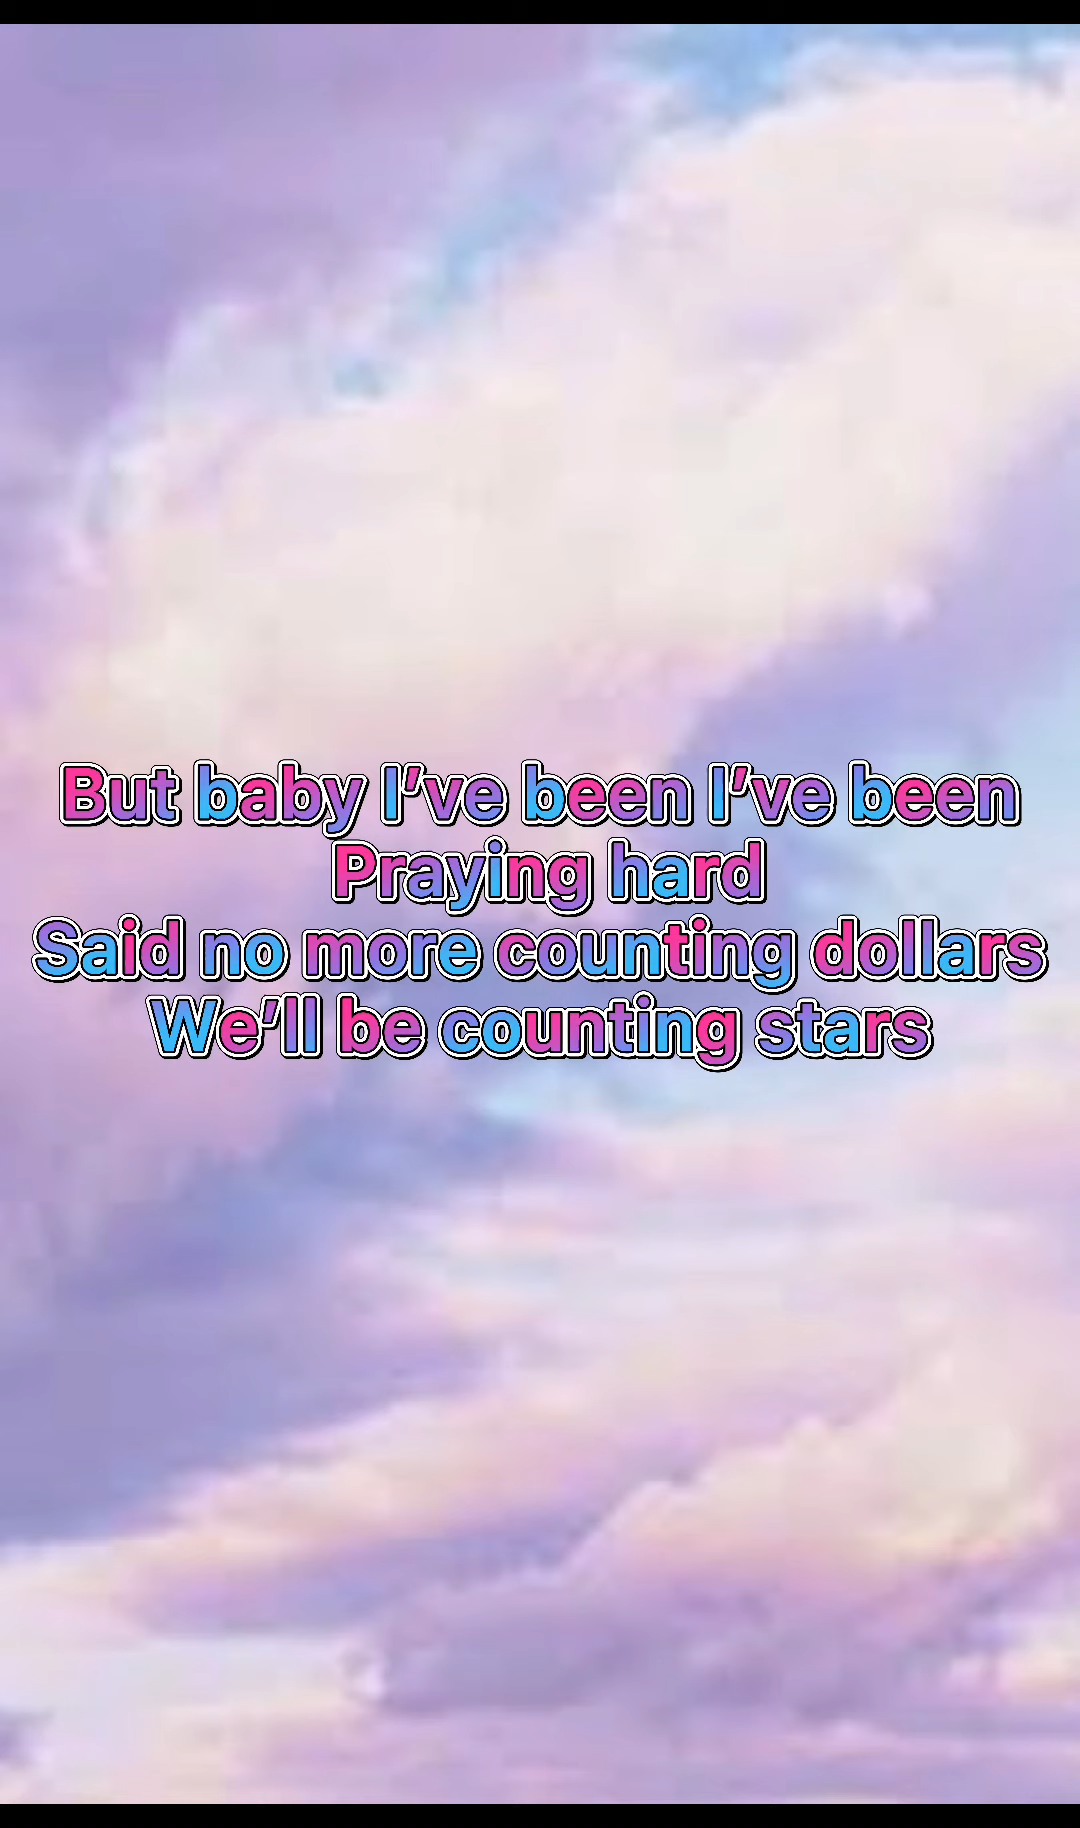 But baby I've been I've been
Praying hard
Said no more counting dollars
We'll be counting stars